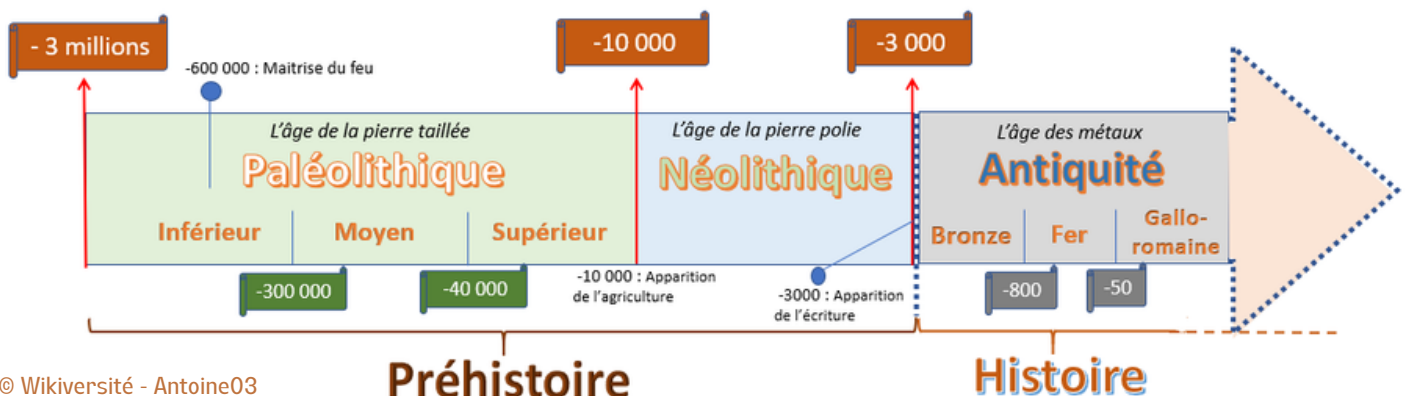 - 3 millions
-10 000
-3 000
-600 000 : Maitrise du feu
L'âge de la pierre taillée
L'âge de la pierre polie
L'âge des métaux
Paléolithique
Néolithique
Antiquité
Inférieur
Moyen
Supérieur
Bronze
Fer
Gallo-
romaine
-300 000
-40 000
-10 000 : Apparition
de l'agriculture
-3000 : Apparition
de l'écriture
-800
-50
Préhistoire
Histoire
© Wikiversité - Antoine03